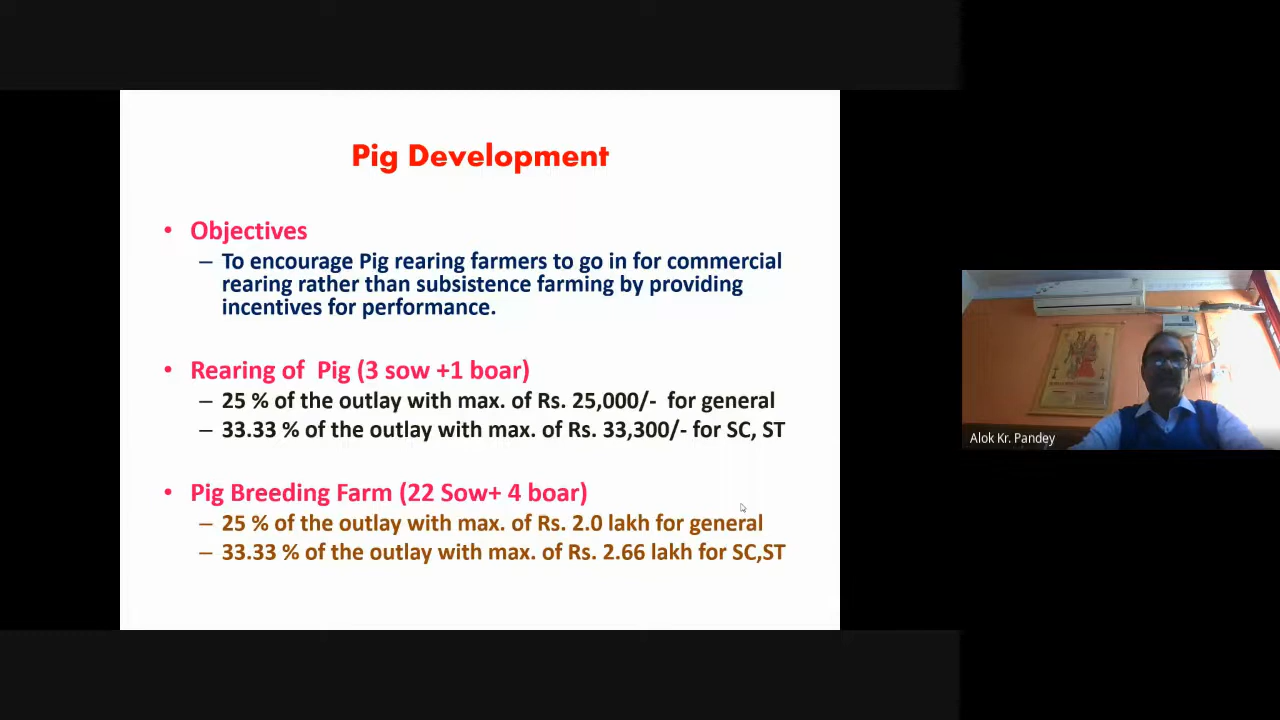 Pig Development
• Objectives
– To encourage Pig rearing farmers to go in for commercial
rearing rather than subsistence farming by providing
incentives for performance.
• Rearing of Pig (3 sow +1 boar)
– 25 % of the outlay with max. of Rs. 25,000/- for general
– 33.33 % of the outlay with max. of Rs. 33,300/- for SC, ST
• Pig Breeding Farm (22 Sow+ 4 boar)
– 25 % of the outlay with max. of Rs. 2.0 lakh for general
– 33.33 % of the outlay with max. of Rs. 2.66 lakh for SC,ST
Alok Kr. Pandey